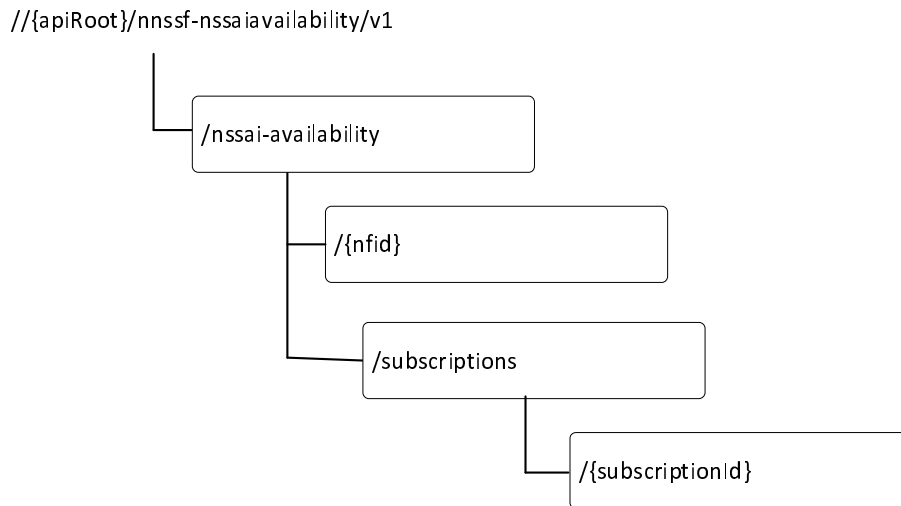 //{apiRoot}/nnssf-nssaiavailability/v1
/nssai-availability
/{nfid}
/subscriptions
/{subscriptionId}